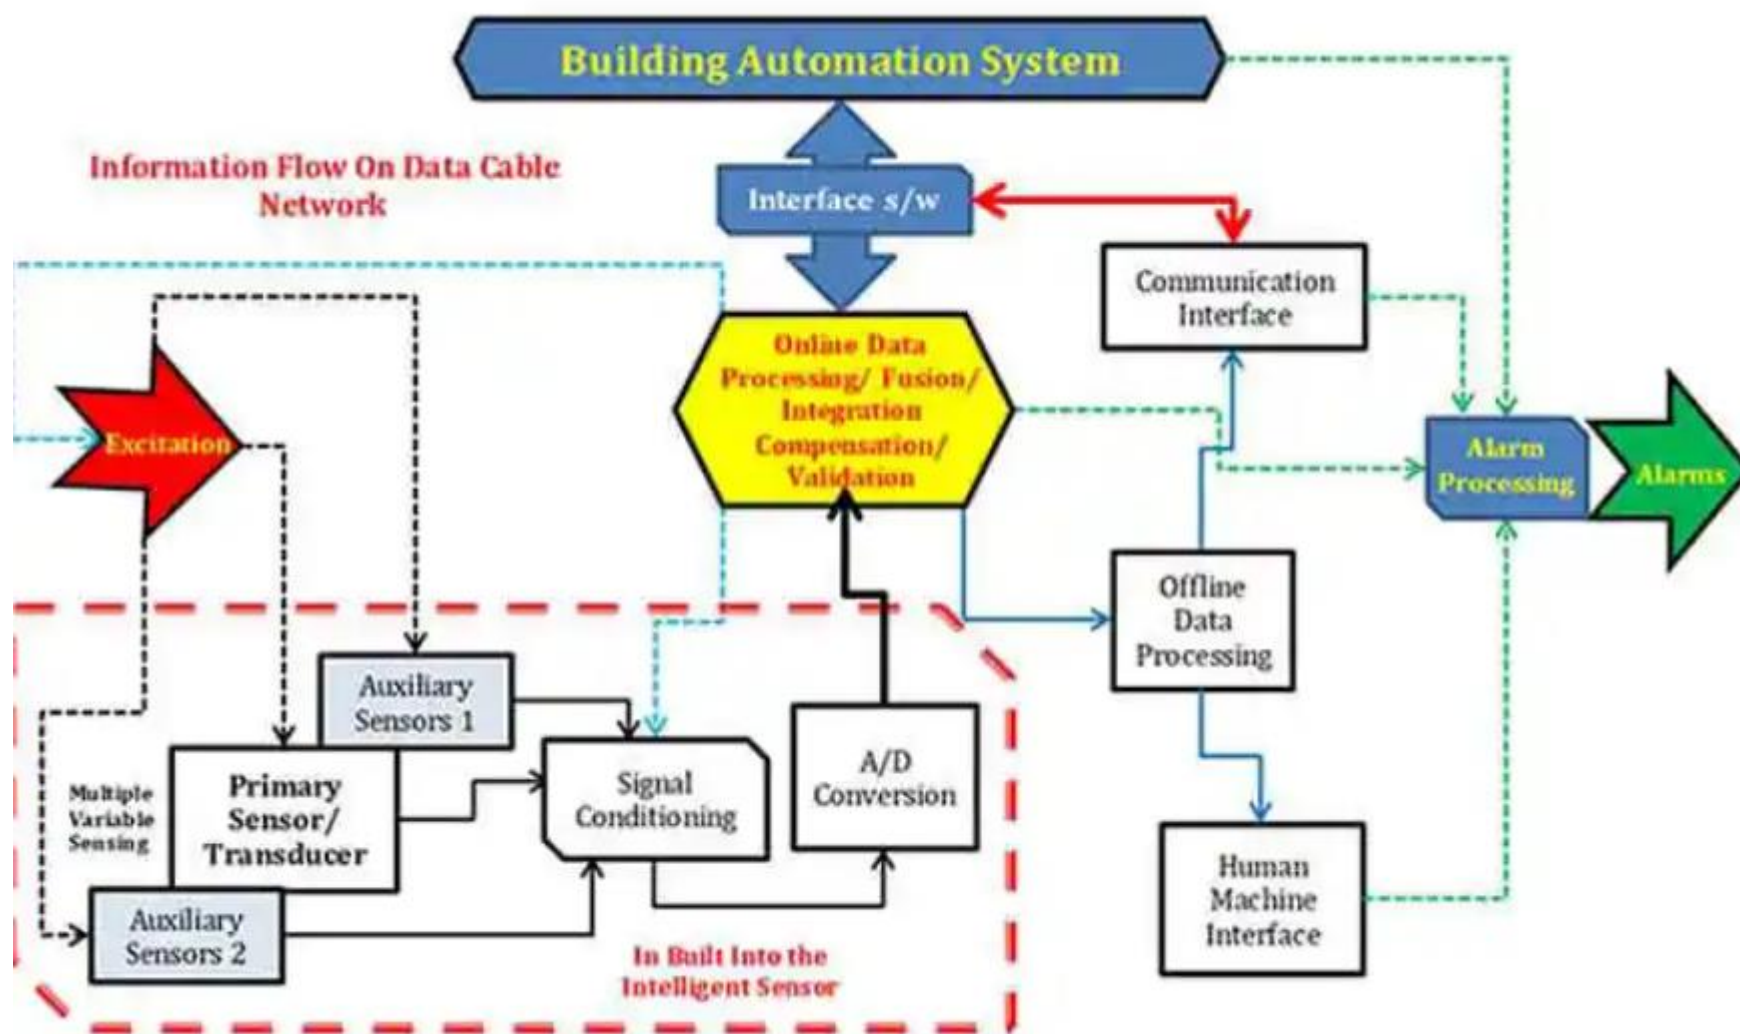 Building Automation System
Information Flow On Data Cable
Network
Interface s/w
Communication
Interface
Online Data
Processing/ Fusion/
Integration
Compensation/
Validation
Excitation
Alarm
Processing
Alarms
Offline
Data
Processing
Auxiliary
Sensors 1
Primary
Sensor/
Transducer
Multiple
Variable
Sensing
Signal
Conditioning
A/D
Conversion
Auxiliary
Sensors 2
Human
Machine
Interface
In Built Into the
Intelligent Sensor